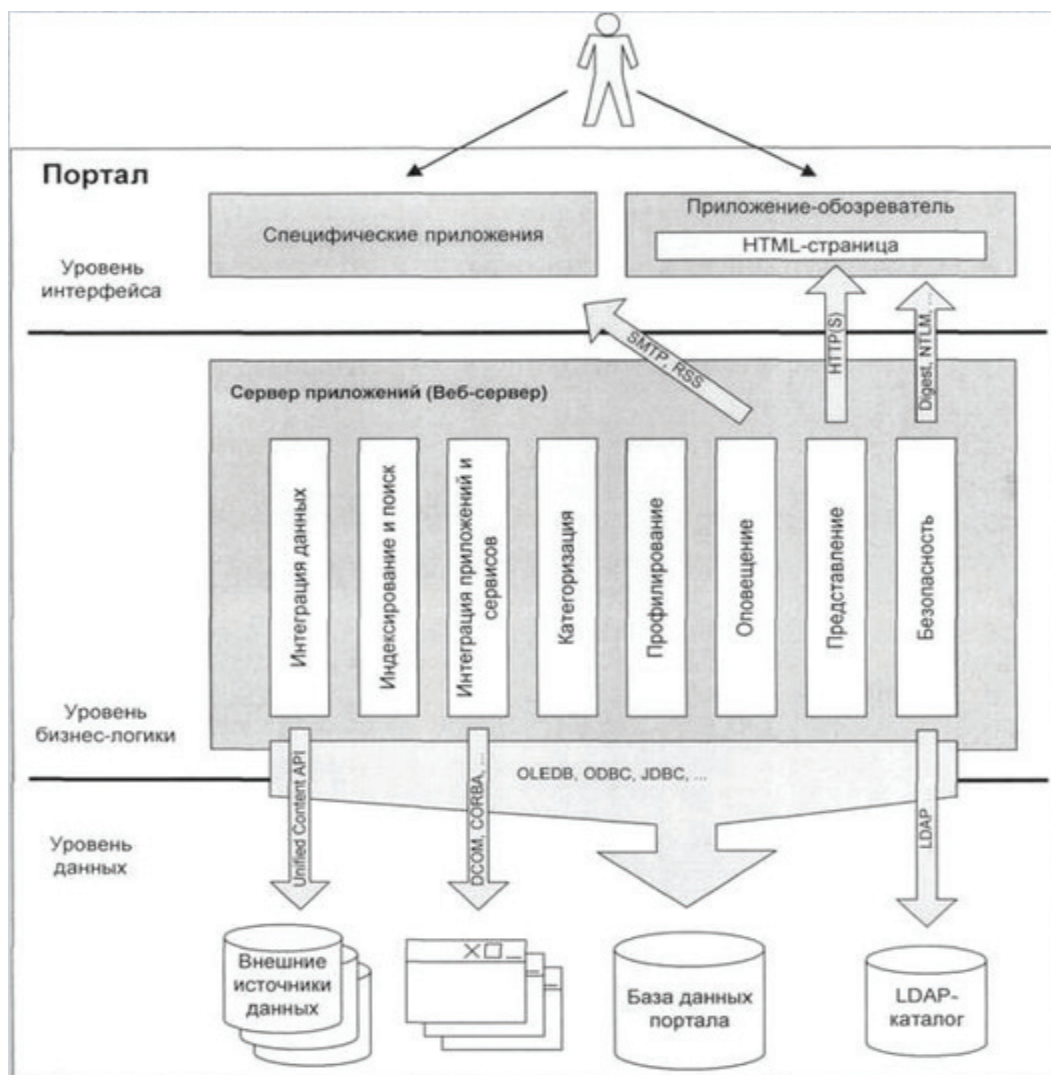 Портал
Специфические приложения
Приложение-обозреватель
HTML-страница
Уровень
интерфейса
SMTP, RSS
HTTP(S)
Digest, NTLM, ...
Сервер приложений (Веб-сервер)
Интеграция данных
Индексирование и поиск
Интеграция приложений и
сервисов
Категоризация
Профилирование
Оповещение
Представление
Безопасность
Уровень
бизнес-логики
OLEDB, ODBC, JDBC, ...
Unified Content API
DCOM, CORBA, ...
LDAP
Уровень
данных
Внешние
источники
данных
База данных
портала
LDAP-
каталог